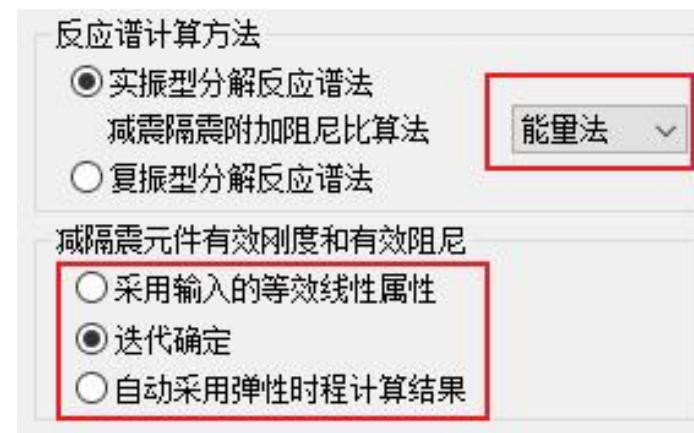 反应谱计算方法
实振型分解反应谱法
减震隔震附加阻尼比算法 能量法
复振型分解反应谱法
减隔震元件有效刚度和有效阻尼
采用输入的等效线性属性
迭代确定
自动采用弹性时程计算结果